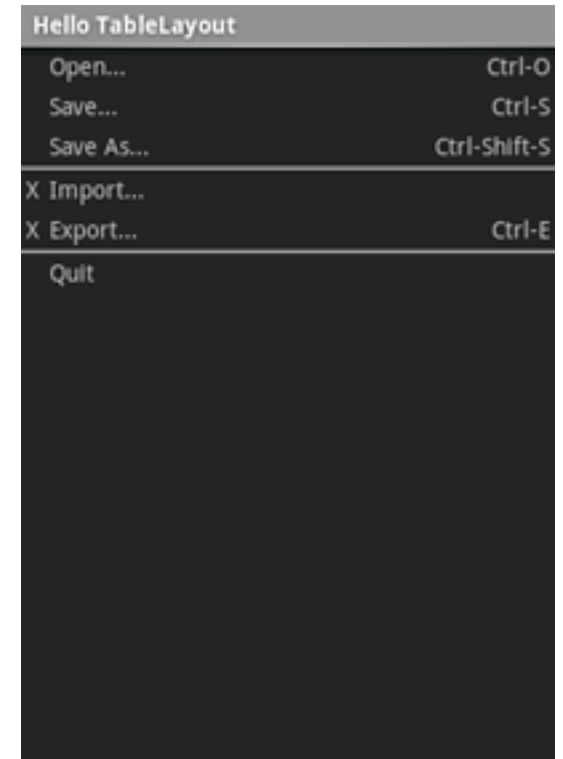 Hello TableLayout
Open... Ctrl-O
Save... Ctrl-S
Save As... Ctrl-Shift-S
X Import...
X Export... Ctrl-E
Quit